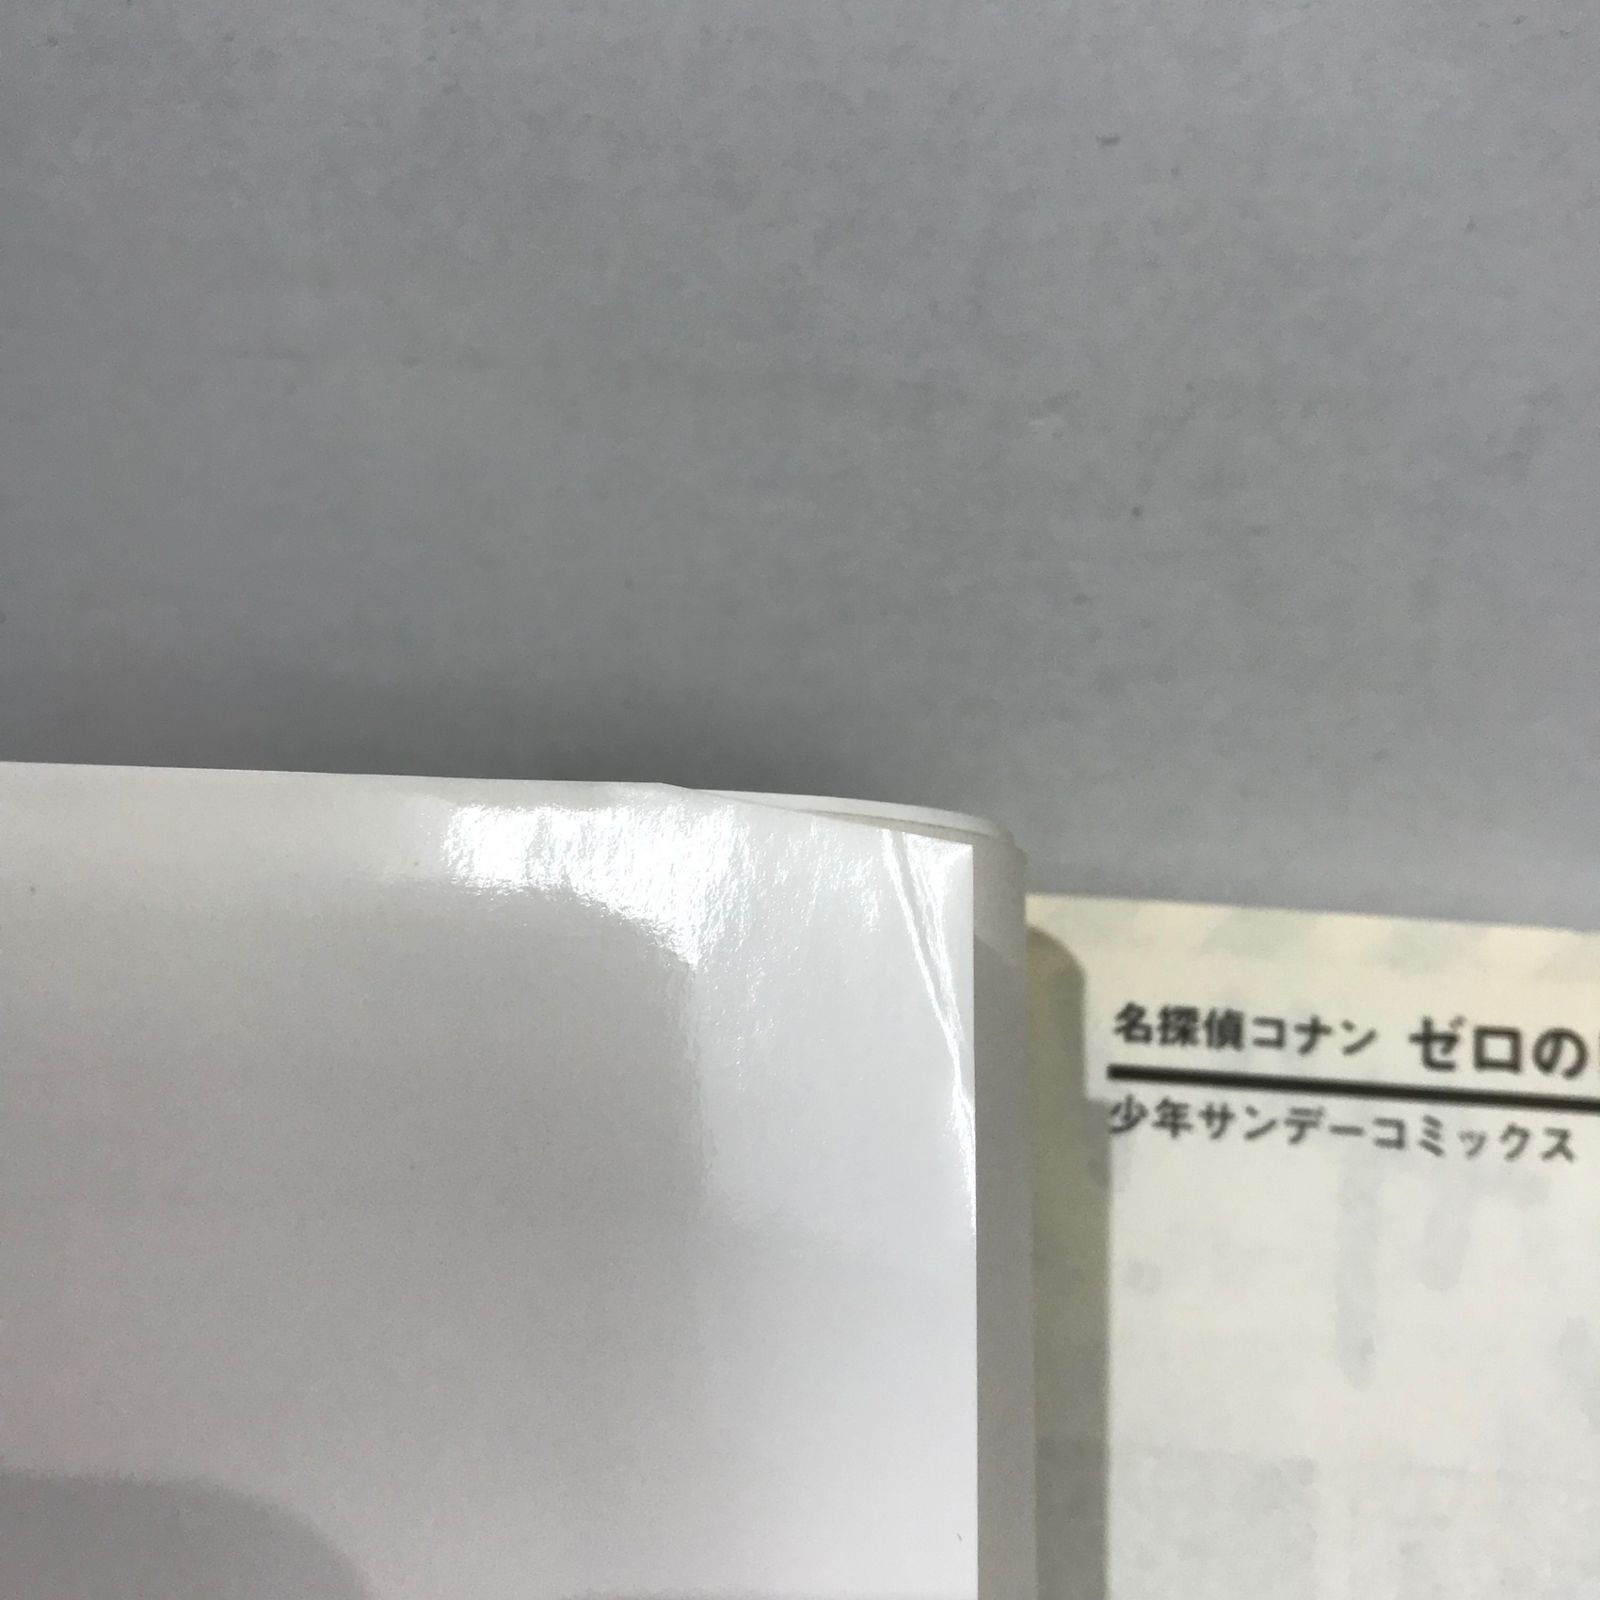 名探偵コナン ゼロの
少年サンデーコミックス